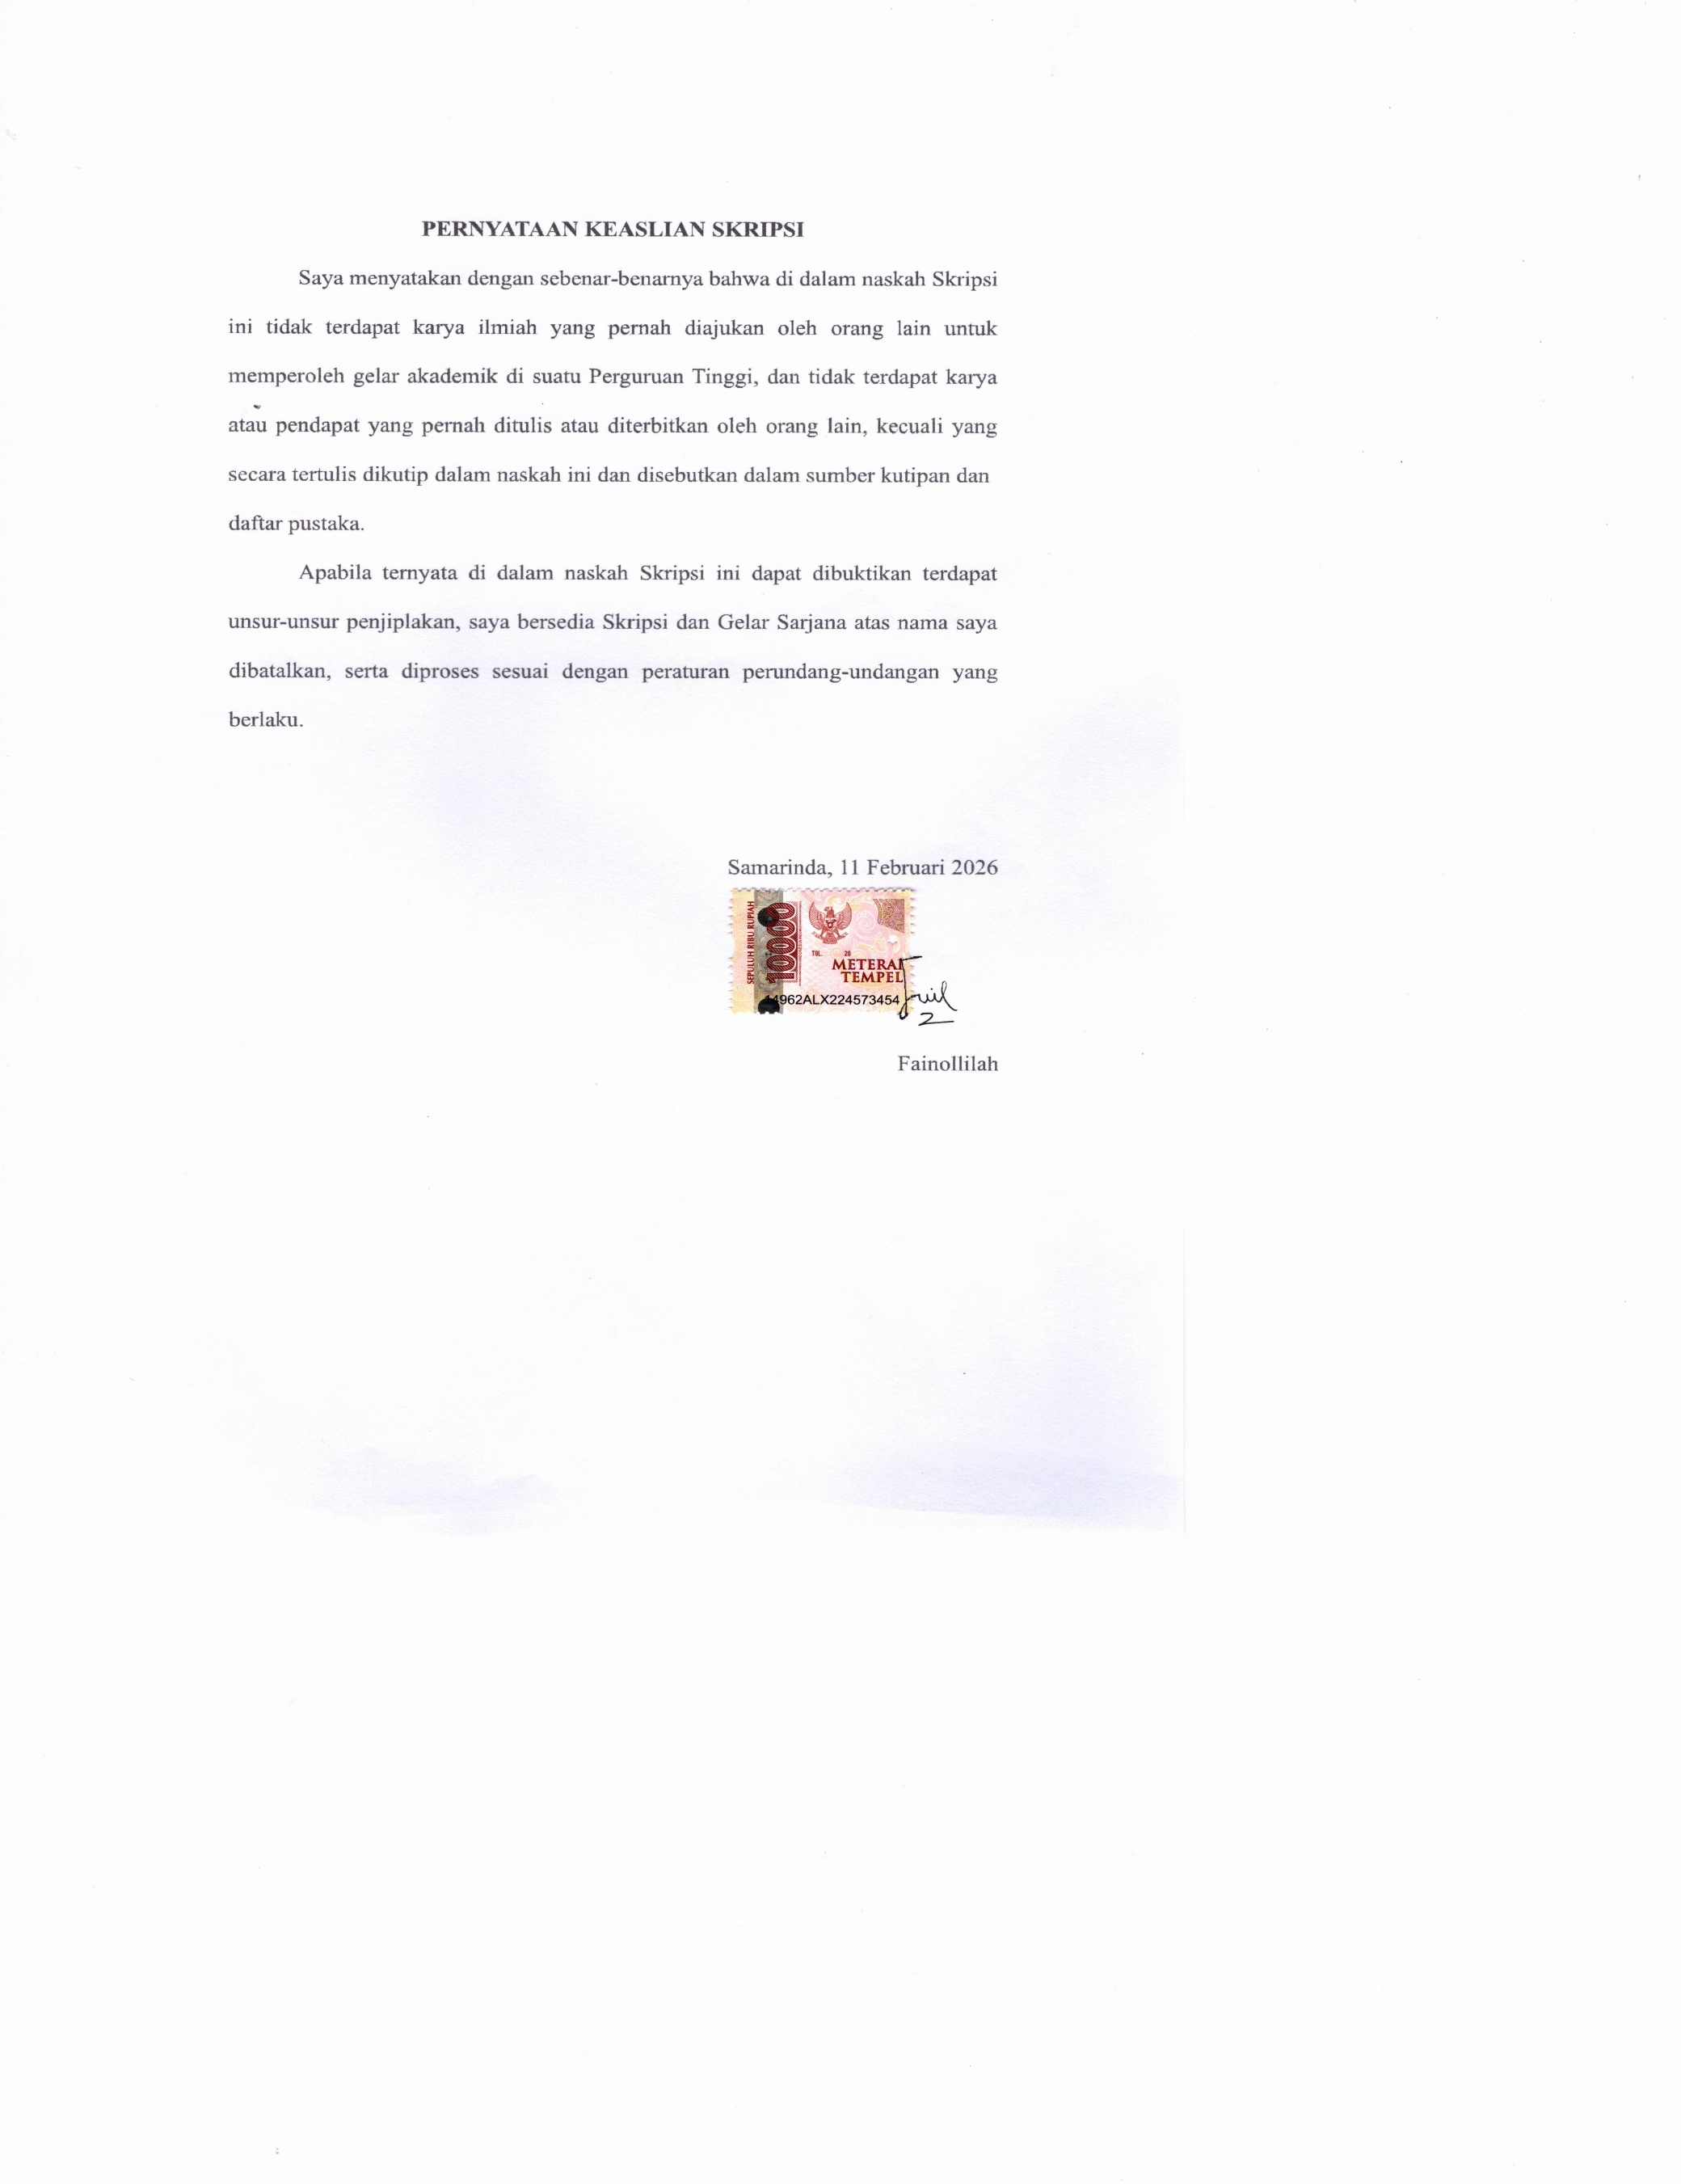 PERNYATAAN KEASLIAN SKRIPSI
Saya menyatakan dengan sebenar-benarnya bahwa di dalam naskah Skripsi
ini tidak terdapat karya ilmiah yang pernah diajukan oleh orang lain untuk
memperoleh gelar akademik di suatu Perguruan Tinggi, dan tidak terdapat karya
atau pendapat yang pernah ditulis atau diterbitkan oleh orang lain, kecuali yang
secara tertulis dikutip dalam naskah ini dan disebutkan dalam sumber kutipan dan
daftar pustaka.
Apabila ternyata di dalam naskah Skripsi ini dapat dibuktikan terdapat
unsur-unsur penjiplakan, saya bersedia Skripsi dan Gelar Sarjana atas nama saya
dibatalkan, serta diproses sesuai dengan peraturan perundang-undangan yang
berlaku.
Samarinda, 11 Februari 2026
SEPULUH RIBU RUPIAH
10000
TGL. 20
METERAI
TEMPEL
Fainollilah